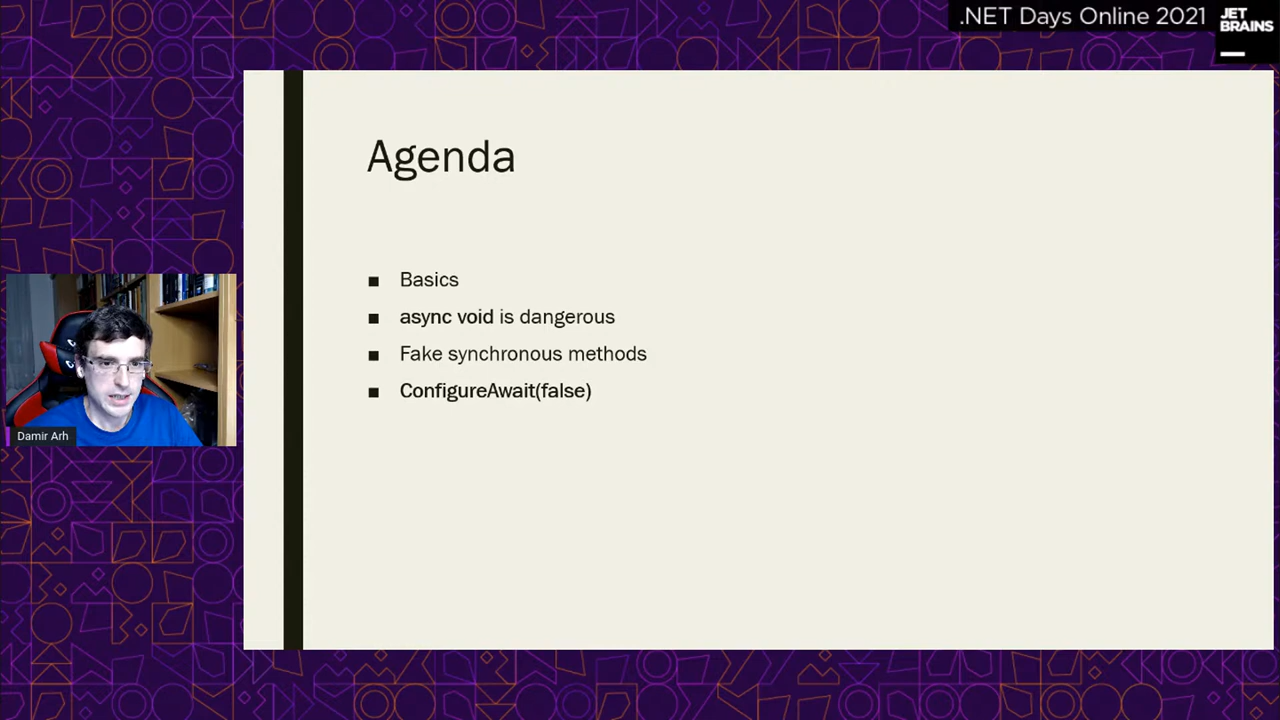 .NET Days Online 2021
JET
BRAINS
Agenda
Basics
async void is dangerous
Fake synchronous methods
ConfigureAwait(false)
Damir Arh